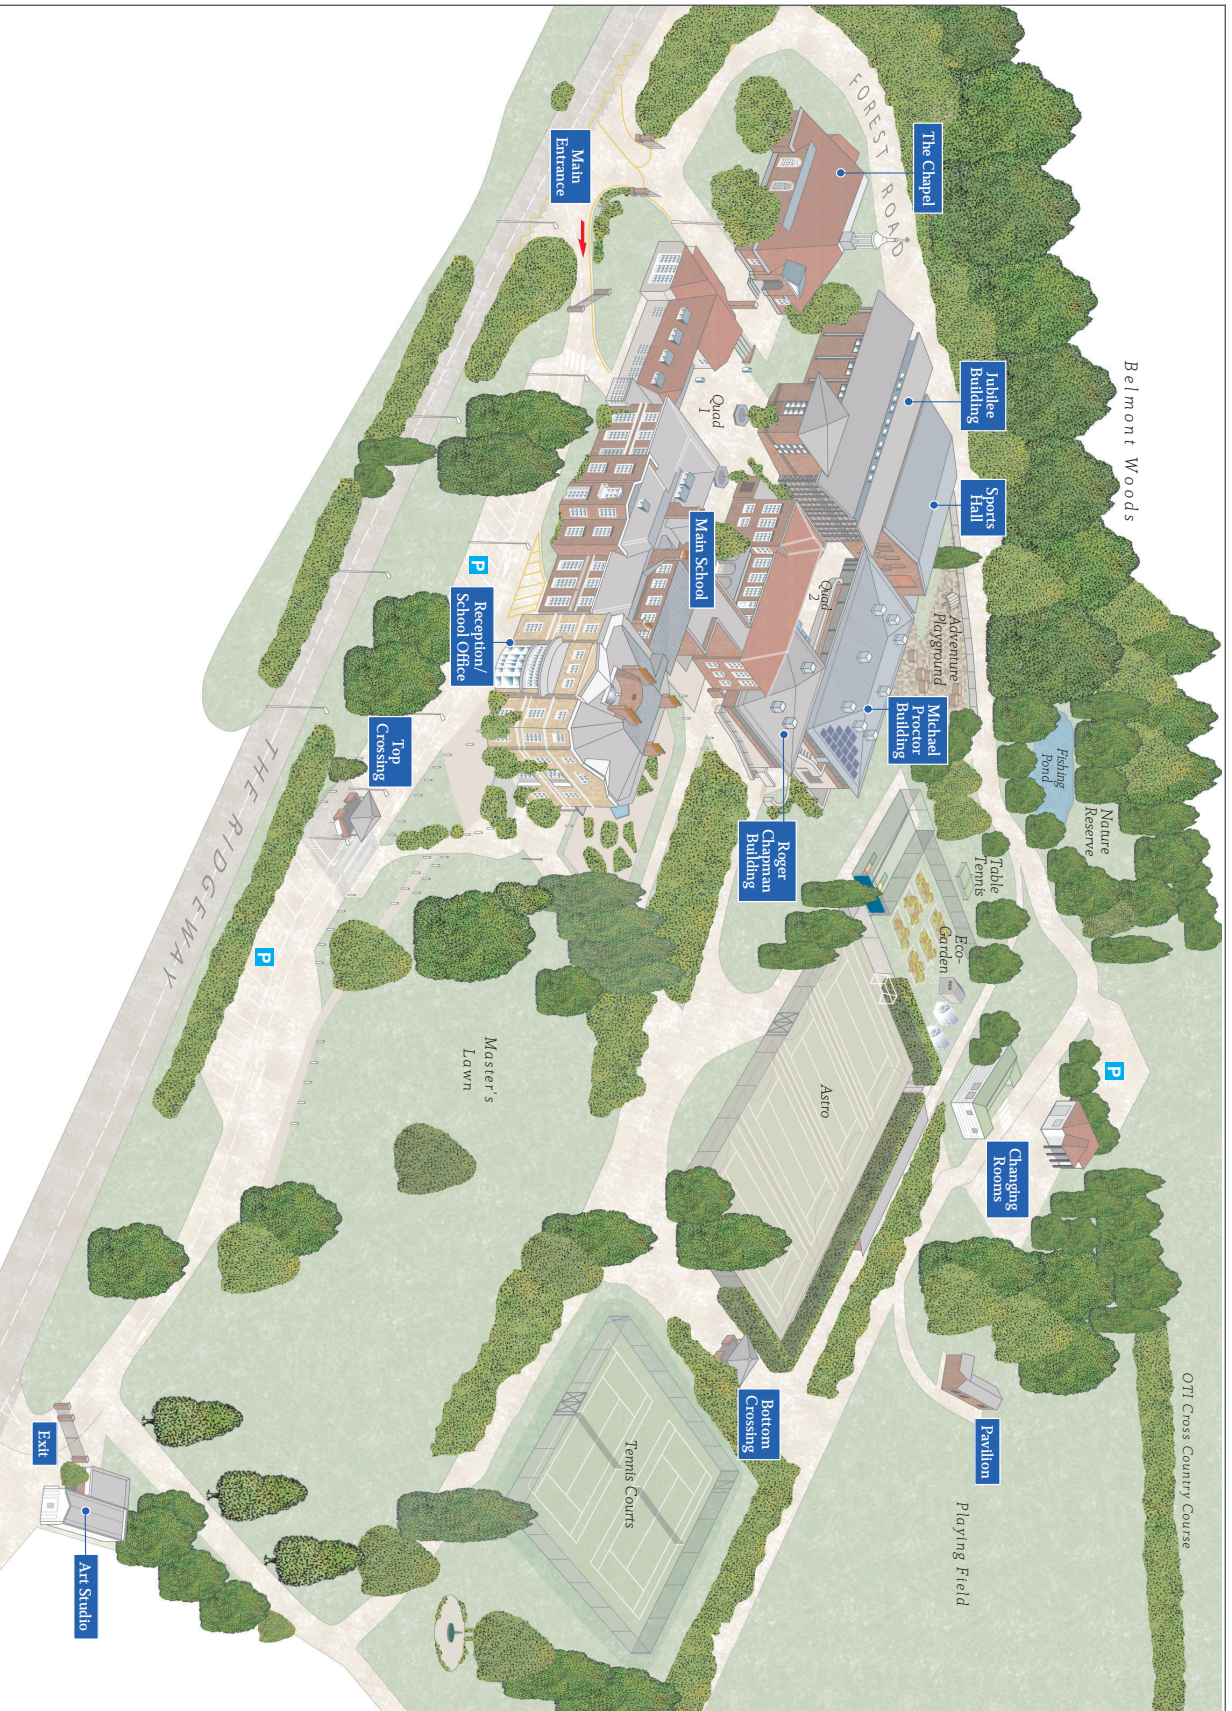 Belmont Woods
FOREST ROAD
The Chapel
Jubilee
Building
Sports
Hall
Main
Entrance
Quad
1
Main School
Quad
2
Adventure
Playground
Fishing
Pond
Nature
Reserve
Michael
Proctor
Building
Roger
Chapman
Building
P
Reception/
School Office
Top
Crossing
THE RIDGEWAY
P
Table
Tennis
Eco-
Garden
Astro
Master's
Lawn
P
Changing
Rooms
OTI Cross Country Course
Pavilion
Playing Field
Bottom
Crossing
Tennis Courts
Exit
Art Studio